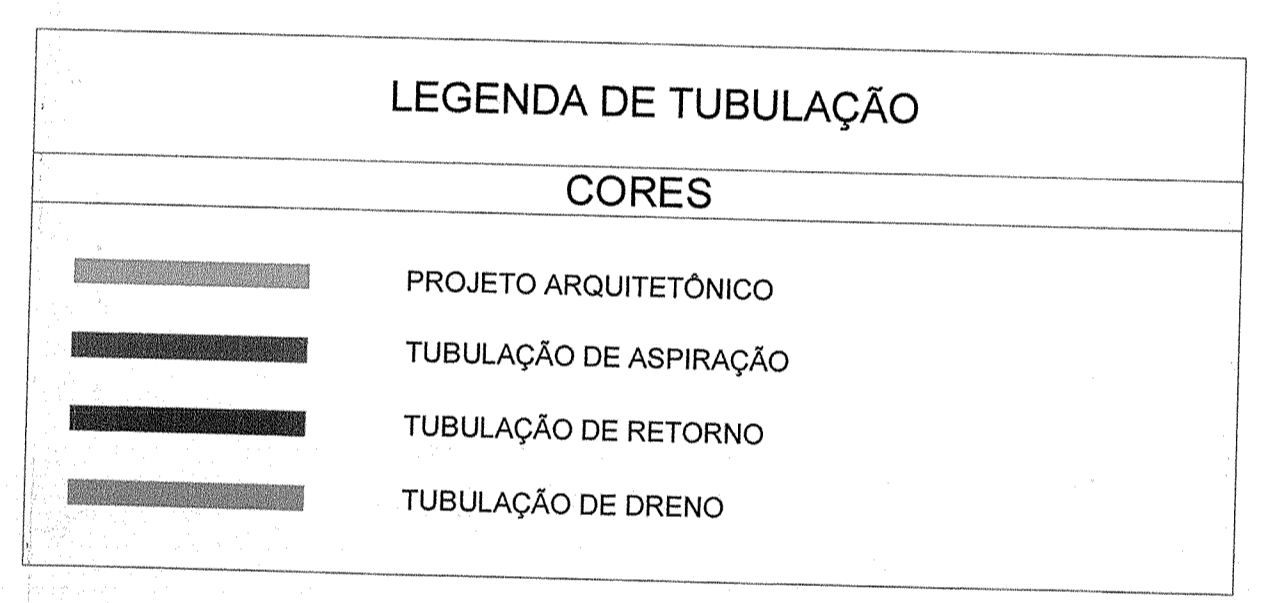 LEGENDA DE TUBULAÇÃO
CORES
PROJETO ARQUITETÔNICO
TUBULAÇÃO DE ASPIRAÇÃO
TUBULAÇÃO DE RETORNO
TUBULAÇÃO DE DRENO